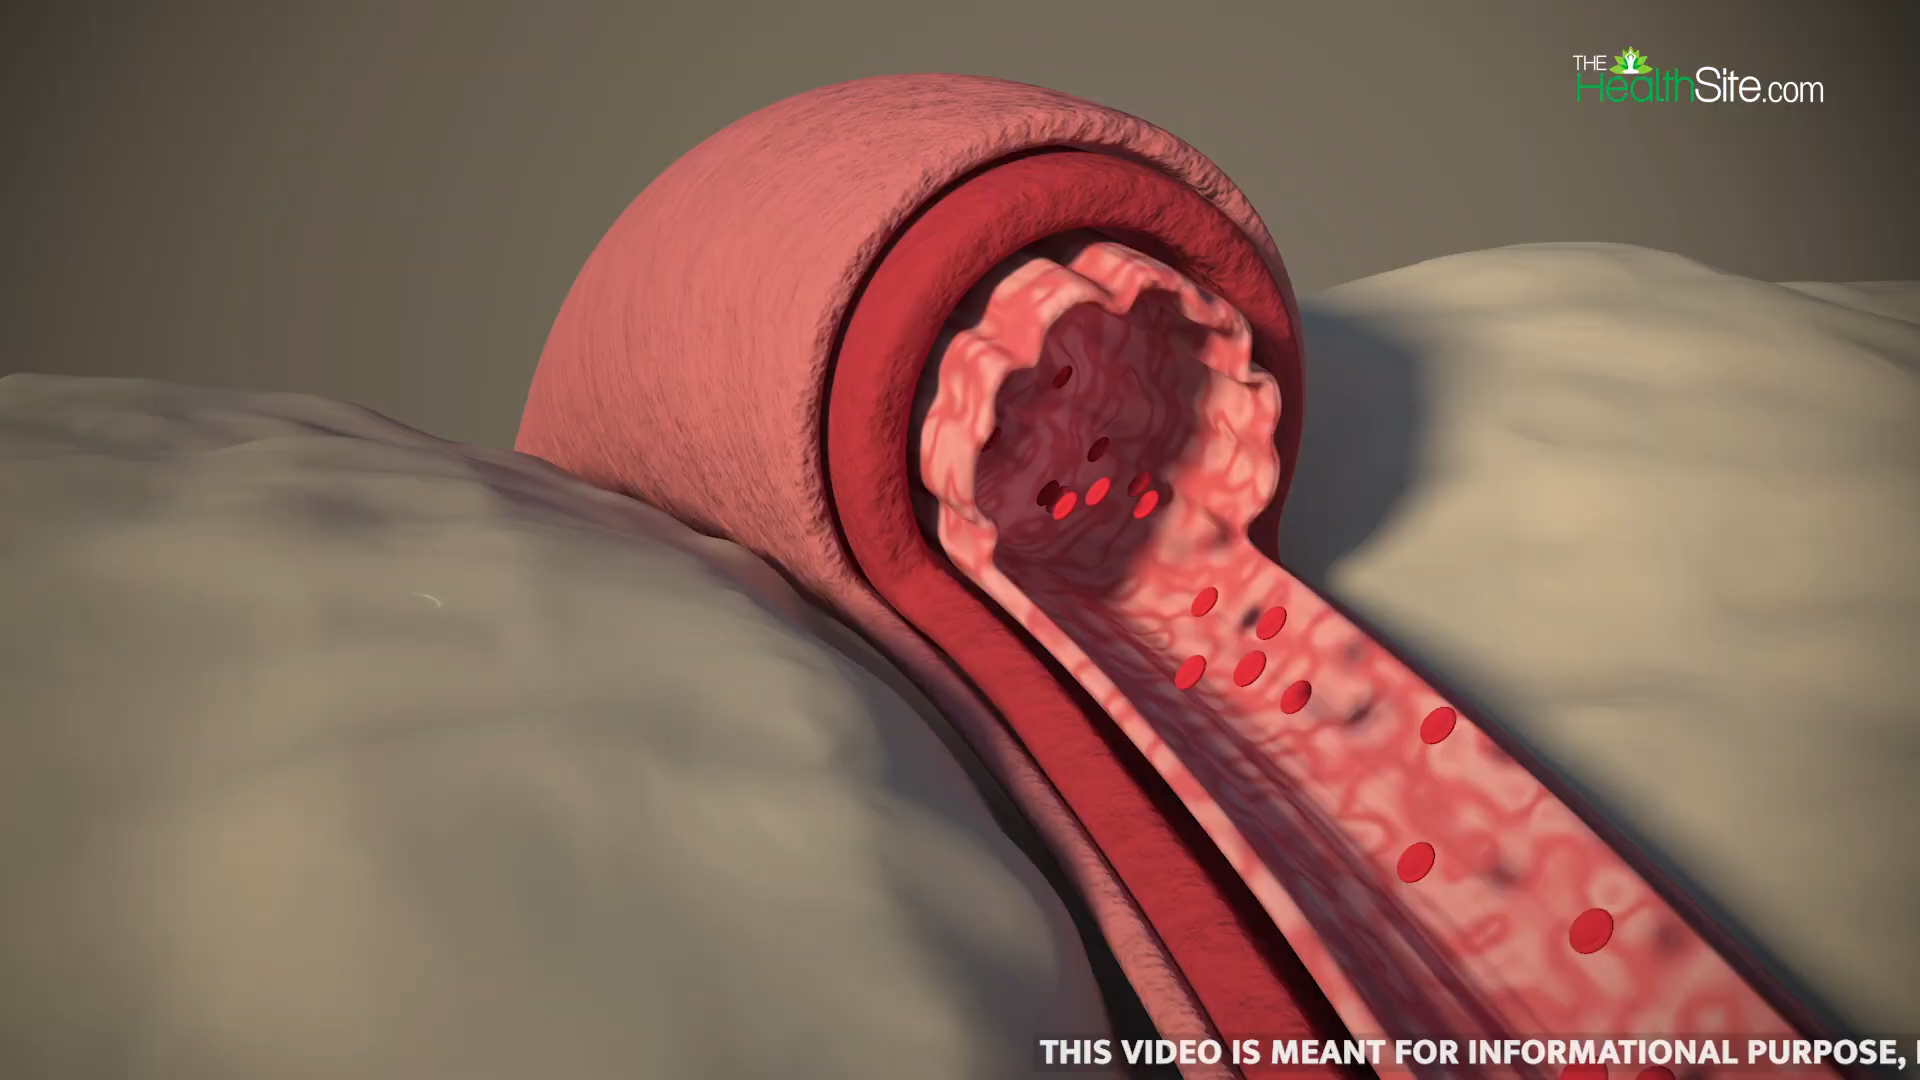 THE
HealthSite.com
THIS VIDEO IS MEANT FOR INFORMATIONAL PURPOSE,